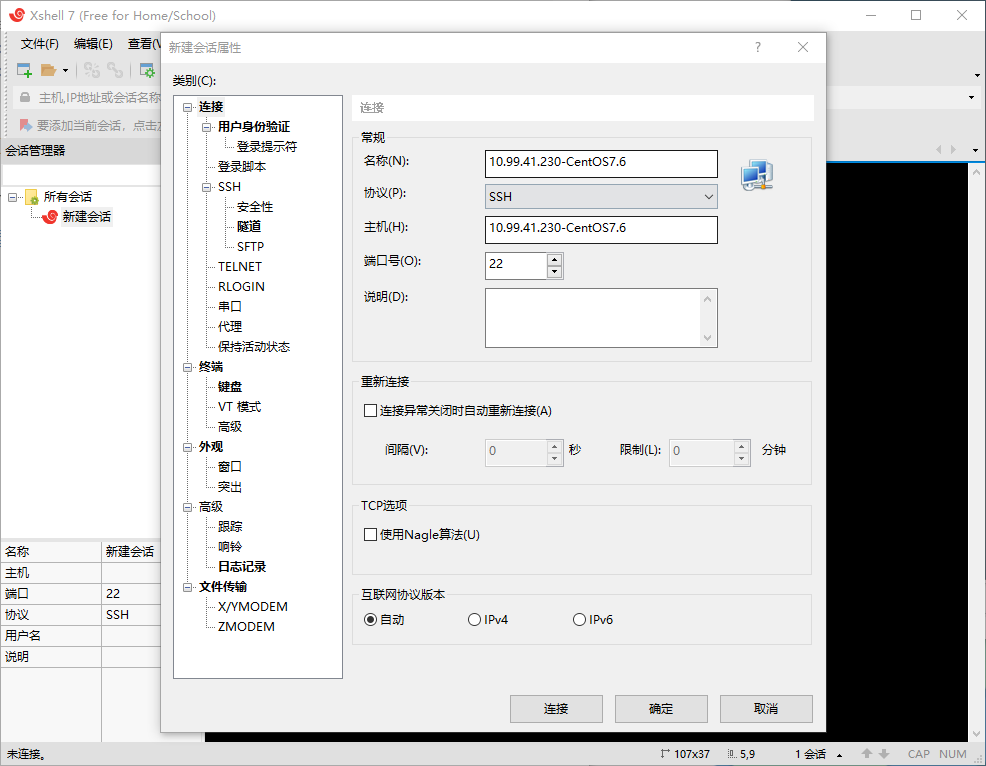 Xshell 7 (Free for Home/School)
文件(F) 编辑(E) 查看(V
主机,IP地址或会话名称
要添加当前会话，点击左
会话管理器
所有会话
新建会话
名称 新建会话
主机
端口 22
协议 SSH
用户名
说明
新建会话属性
?
类别(C):
连接
用户身份验证
登录提示符
登录脚本
SSH
安全性
隧道
SFTP
TELNET
RLOGIN
串口
代理
保持活动状态
终端
键盘
VT 模式
高级
外观
窗口
突出
高级
跟踪
响铃
日志记录
文件传输
X/YMODEM
ZMODEM
连接
常规
名称(N): 10.99.41.230-CentOS7.6
协议(P): SSH
主机(H): 10.99.41.230-CentOS7.6
端口号(O): 22
说明(D):
重新连接
连接异常关闭时自动重新连接(A)
间隔(V): 0 秒 限制(L): 0 分钟
TCP选项
使用Nagle算法(U)
互联网协议版本
自动 IPv4 IPv6
连接 确定 取消
未连接。 107x37 5,9 1 会话 CAP NUM